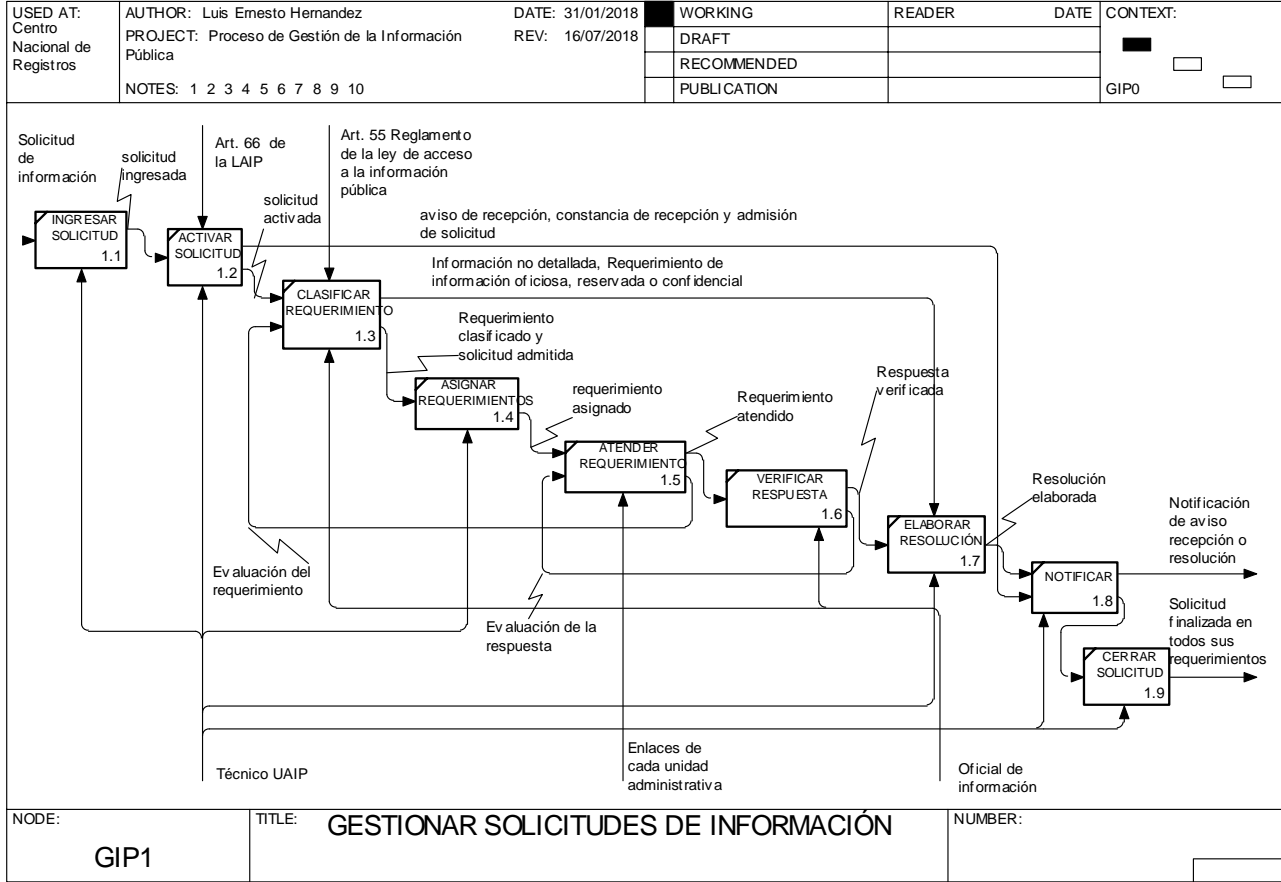 USED AT:
Centro
Nacional de
Registros
AUTHOR: Luis Ernesto Hernandez
DATE: 31/01/2018
PROJECT: Proceso de Gestión de la Información
Pública
REV: 16/07/2018
NOTES: 1 2 3 4 5 6 7 8 9 10
WORKING
DRAFT
RECOMMENDED
PUBLICATION
READER
DATE
CONTEXT:
GIP0
Solicitud
de
información
solicitud
ingresada
Art. 66 de
la LAIP
Art. 55 Reglamento
de la ley de acceso
a la información
pública
solicitud
activada
aviso de recepción, constancia de recepción y admisión
de solicitud
INGRESAR
SOLICITUD
1.1
ACTIVAR
SOLICITUD
1.2
Información no detallada, Requerimiento de
información oficiosa, reservada o confidencial
CLASIFICAR
REQUERIMIENTO
1.3
Requerimiento
clasificado y
solicitud admitida
ASIGNAR
REQUERIMIENTOS
1.4
requerimiento
asignado
Requerimiento
atendido
Respuesta
verificada
ATENDER
REQUERIMIENTO
1.5
VERIFICAR
RESPUESTA
1.6
Resolución
elaborada
ELABORAR
RESOLUCIÓN
1.7
Notificación
de aviso
recepción o
resolución
NOTIFICAR
1.8
Evaluación del
requerimiento
Evaluación de la
respuesta
Solicitud
finalizada en
todos sus
requerimientos
CERRAR
SOLICITUD
1.9
Técnico UAIP
Enlaces de
cada unidad
administrativa
Oficial de
información
NODE:
GIP1
TITLE:
GESTIONAR SOLICITUDES DE INFORMACIÓN
NUMBER: